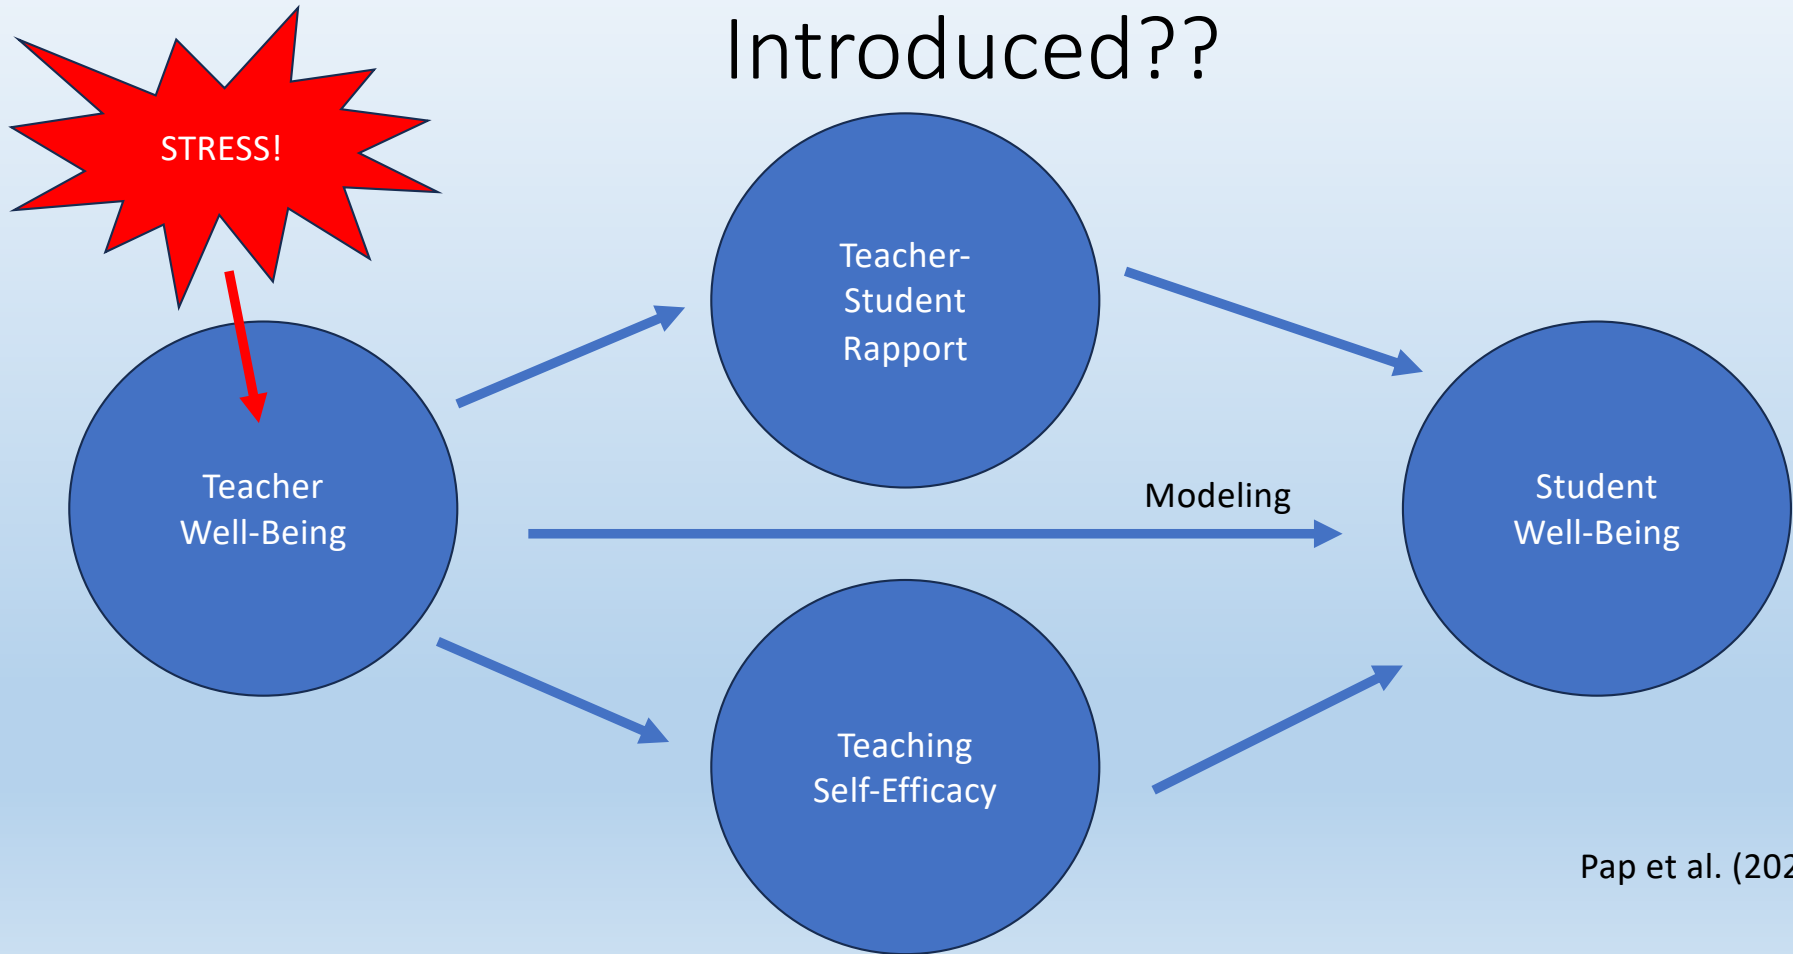 Introduced??
STRESS!
Teacher-
Student
Rapport
Teacher
Well-Being
Modeling
Student
Well-Being
Teaching
Self-Efficacy
Pap et al. (202